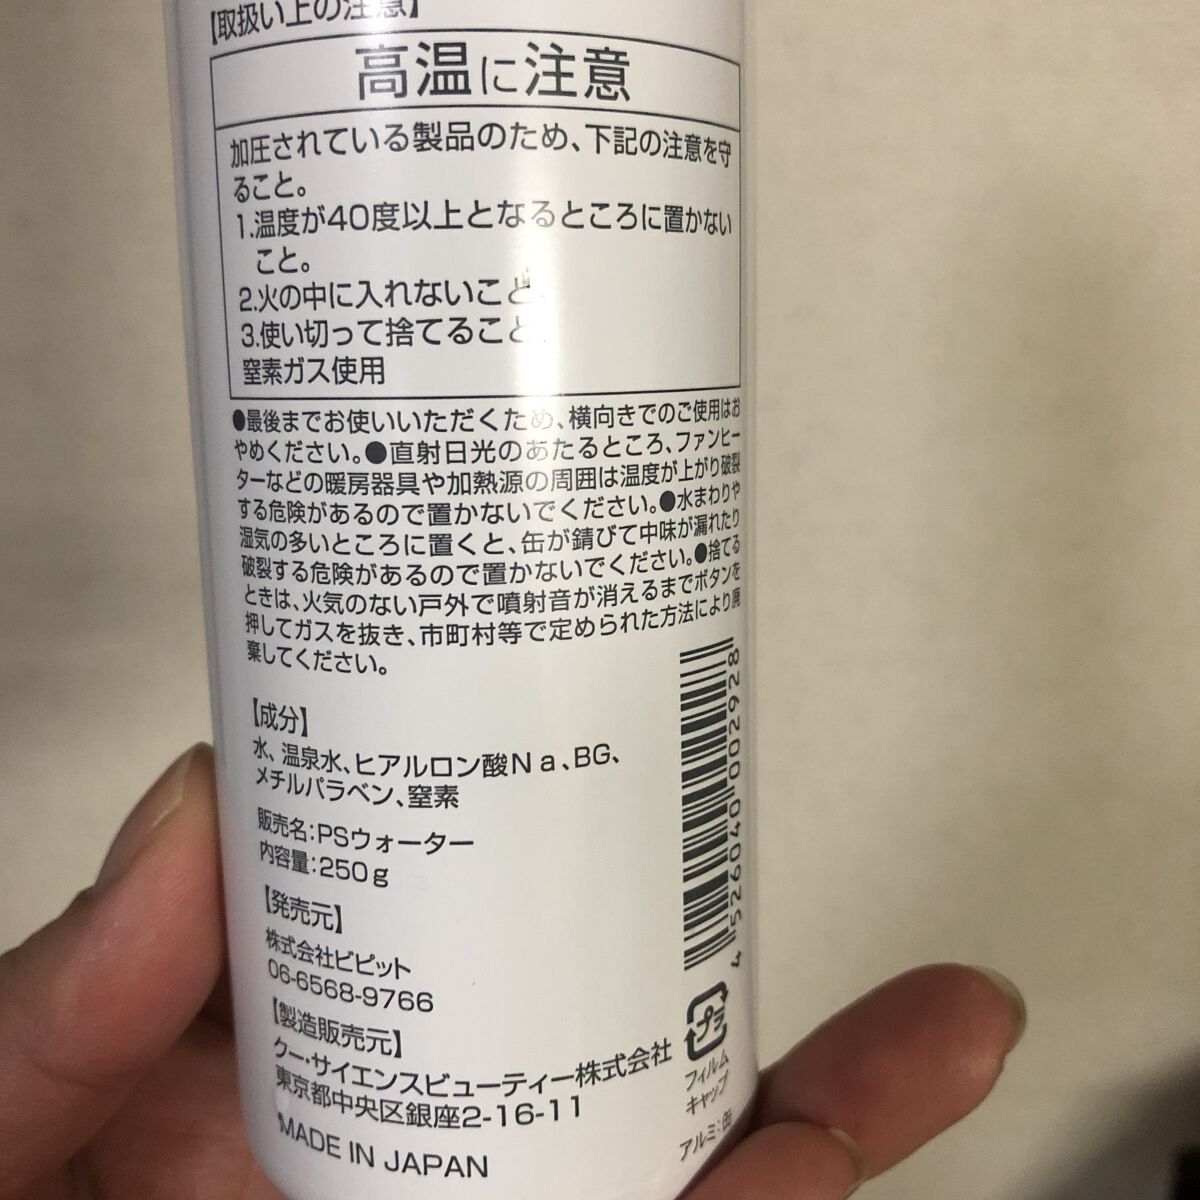 【取扱い上の注意】
高温に注意
加圧されている製品のため、下記の注意を守
ること。
1.温度が40度以上となるところに置かない
こと。
2.火の中に入れないこと。
3.使い切って捨てること。
窒素ガス使用
●最後までお使いいただくため、横向きでのご使用はお
やめください。●直射日光のあたるところ、ファンヒー
ターなどの暖房器具や加熱源の周囲は温度が上がり破裂
する危険があるので置かないでください。●水まわりや
湿気の多いところに置くと、缶が錆びて中味が漏れたり
破裂する危険があるので置かないでください。●捨てる
ときは、火気のない戸外で噴射音が消えるまでボタンを
押してガスを抜き、市町村等で定められた方法により廃
棄してください。
【成分】
水、温泉水、ヒアルロン酸Na、BG、
メチルパラベン、窒素
販売名：PSウォーター
内容量：250g
【発売元】
株式会社ビピット
06-6568-9766
【製造販売元】
クー・サイエンスビューティー株式会社
東京都中央区銀座2-16-11
MADE IN JAPAN
4 526040 002928
プラ
フィルム
キャップ
アルミ：缶